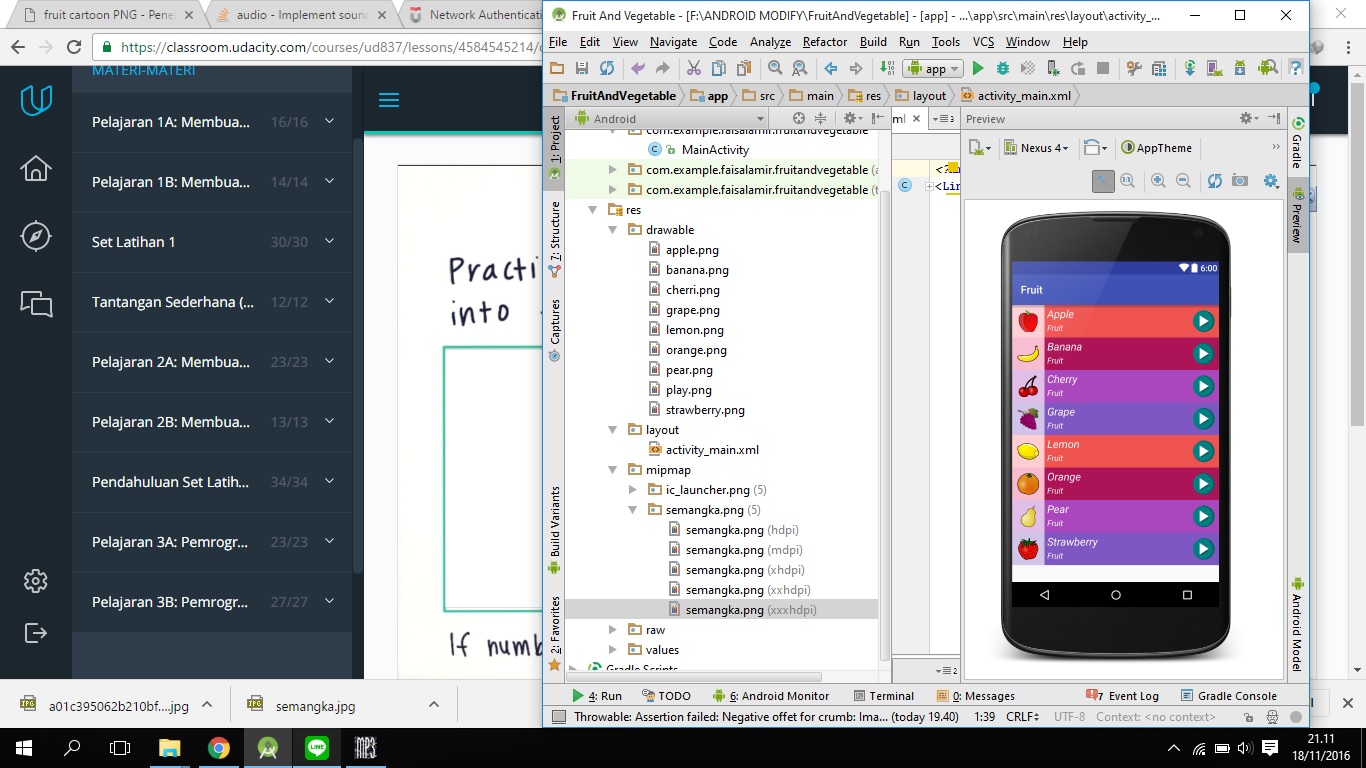 fruit cartoon PNG - Pene
audio - Implement sound
Network Authenticati
https://classroom.udacity.com/courses/ud837/lessons/4584545214/c
MATERI-MATERI
Pelajaran 1A: Membua... 16/16
Pelajaran 1B: Membua... 14/14
Set Latihan 1 30/30
Tantangan Sederhana (... 12/12
Pelajaran 2A: Membua... 23/23
Pelajaran 2B: Membua... 13/13
Pendahuluan Set Latih... 34/34
Pelajaran 3A: Pemrogr... 23/23
Pelajaran 3B: Pemrogr... 27/27
Practi
into
If numb
Fruit And Vegetable - [F:\ANDROID MODIFY\FruitAndVegetable] - [app] - ...\app\src\main\res\layout\activity_...
File Edit View Navigate Code Analyze Refactor Build Run Tools VCS Window Help
app
FruitAndVegetable app src main res layout activity_main.xml
1: Project
7: Structure
Captures
Build Variants
2: Favorites
Android
com.example.faisalamir.fruitandvegetable
MainActivity
com.example.faisalamir.fruitandvegetable (a
com.example.faisalamir.fruitandvegetable (t
res
drawable
apple.png
banana.png
cherri.png
grape.png
lemon.png
orange.png
pear.png
play.png
strawberry.png
layout
activity_main.xml
mipmap
ic_launcher.png (5)
semangka.png (5)
semangka.png (hdpi)
semangka.png (mdpi)
semangka.png (xhdpi)
semangka.png (xxhdpi)
semangka.png (xxxhdpi)
raw
values
Gradle Scripts
ml
3
<Lin
2
Preview
Nexus 4
AppTheme
1:1
6:00
Fruit
Apple
Fruit
Banana
Fruit
Cherry
Fruit
Grape
Fruit
Lemon
Fruit
Orange
Fruit
Pear
Fruit
Strawberry
Fruit
Gradle
Preview
Android Model
4: Run TODO 6: Android Monitor Terminal 0: Messages 7 Event Log Gradle Console
Throwable: Assertion failed: Negative offet for crumb: Ima... (today 19.40) 1:39 CRLF UTF-8 Context: <no context>
JPG a01c395062b210bf....jpg
JPG semangka.jpg
LINE
MP3
21.11
18/11/2016